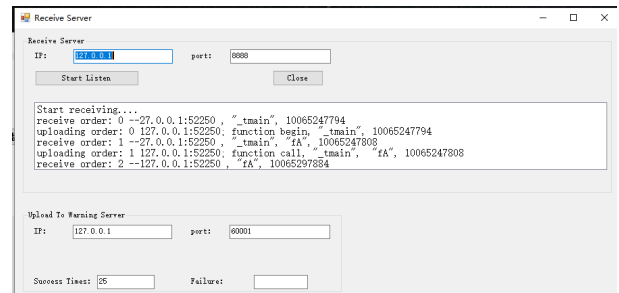 Receive Server
Receive Server
IP: 127.0.0.1 port: 8888
Start Listen Close
Start receiving....
receive order: 0 --27.0.0.1:52250 , "_tmain", 10065247794
uploading order: 0 127.0.0.1:52250; function begin, "_tmain", 10065247794
receive order: 1 --27.0.0.1:52250 , "_tmain", "fA", 10065247808
uploading order: 1 127.0.0.1:52250; function call, "_tmain", "fA", 10065247808
receive order: 2 --127.0.0.1:52250 , "fA", 10065297884
Upload To Warning Server
IP: 127.0.0.1 port: 60001
Success Times: 25 Failure: